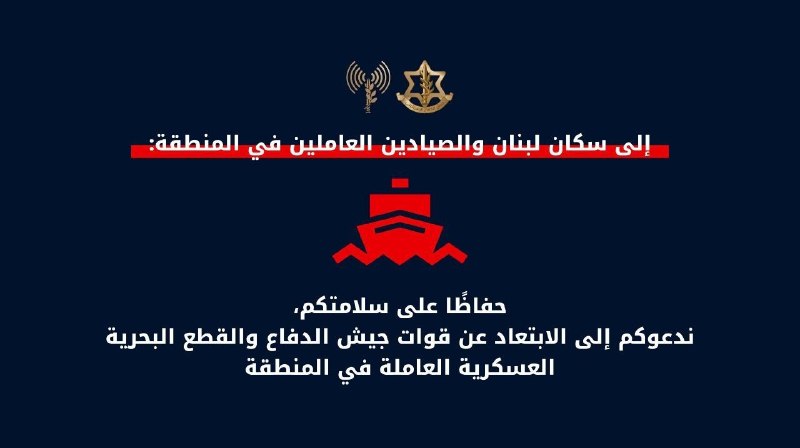 إلى سكان لبنان والصيادين العاملين في المنطقة:
حفاظًا على سلامتكم،
ندعوكم إلى الابتعاد عن قوات جيش الدفاع والقطع البحرية
العسكرية العاملة في المنطقة